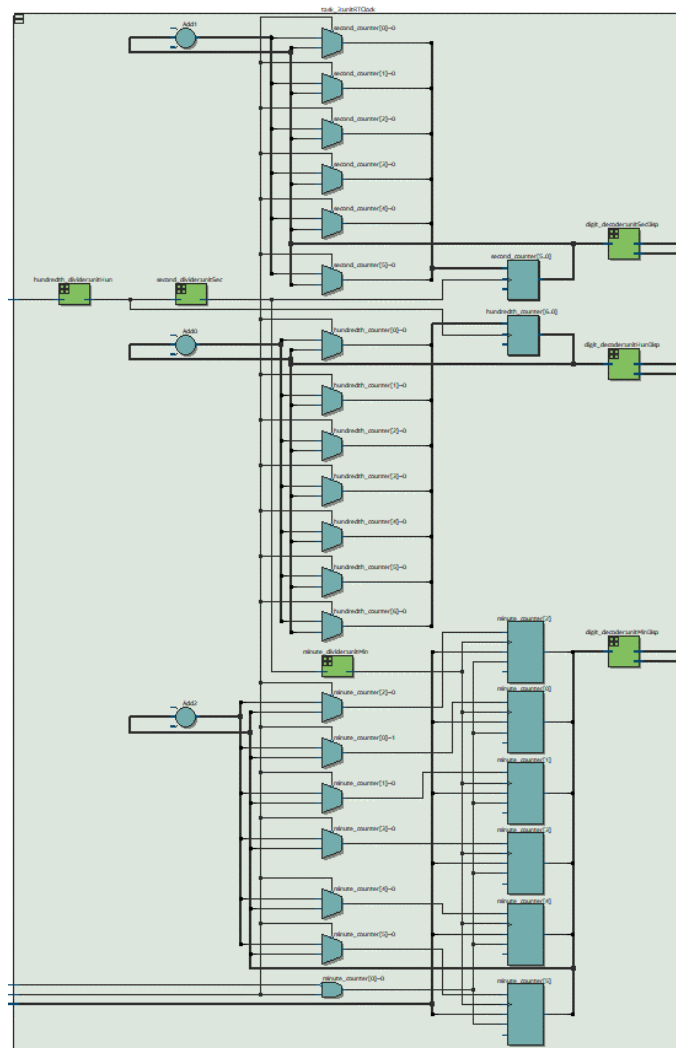 task_3:unitRTClock
Add1
second_counter[0]~0
second_counter[1]~0
second_counter[2]~0
second_counter[3]~0
second_counter[4]~0
second_counter[5]~0
digit_decoder:unitSecStep
second_counter[5..0]
hundredth_divider:unitHun
second_divider:unitSec
hundredth_counter[6..0]
Add0
hundredth_counter[0]~0
digit_decoder:unitHunStep
hundredth_counter[1]~0
hundredth_counter[2]~0
hundredth_counter[3]~0
hundredth_counter[4]~0
hundredth_counter[5]~0
hundredth_counter[6]~0
minute_counter[2]
digit_decoder:unitMinStep
minute_divider:unitMin
minute_counter[2]~0
minute_counter[0]
Add2
minute_counter[0]~1
minute_counter[1]
minute_counter[1]~0
minute_counter[3]~0
minute_counter[3]
minute_counter[4]~0
minute_counter[4]
minute_counter[5]~0
minute_counter[0]~0
minute_counter[5]